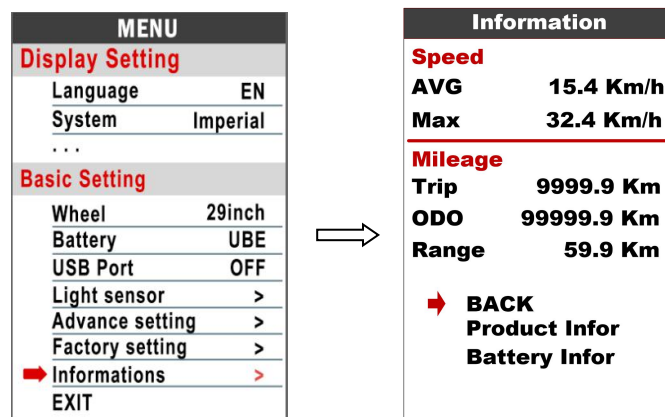 MENU
Display Setting
Language EN
System Imperial
...
Basic Setting
Wheel 29inch
Battery UBE
USB Port OFF
Light sensor >
Advance setting >
Factory setting >
Informations >
EXIT
Information
Speed
AVG 15.4 Km/h
Max 32.4 Km/h
Mileage
Trip 9999.9 Km
ODO 99999.9 Km
Range 59.9 Km
BACK
Product Infor
Battery Infor